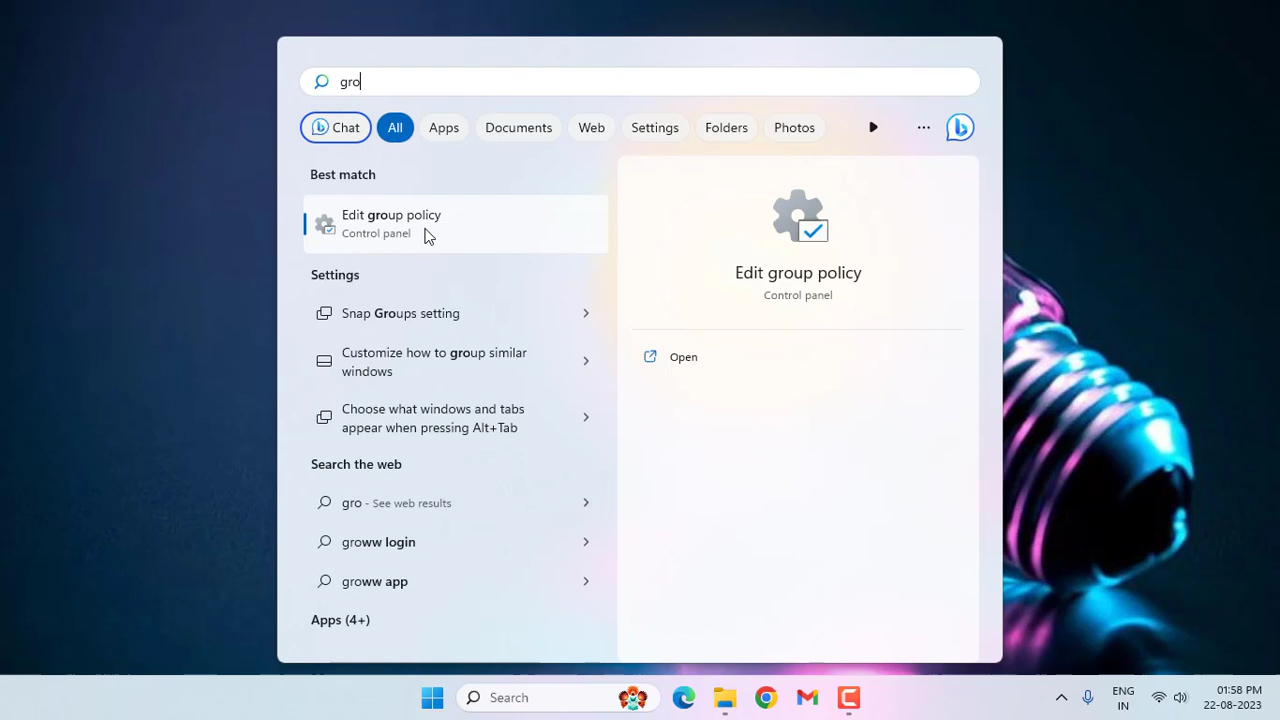 gro
Chat
All
Apps
Documents
Web
Settings
Folders
Photos
...
Best match
Edit group policy
Control panel
Settings
Snap Groups setting
Customize how to group similar
windows
Choose what windows and tabs
appear when pressing Alt+Tab
Search the web
gro - See web results
groww login
groww app
Apps (4+)
Edit group policy
Control panel
Open
Search
ENG
IN
01:58 PM
22-08-2023